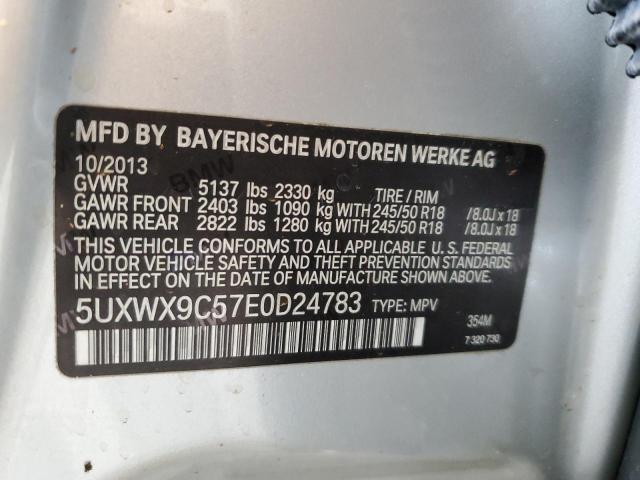 MFD BY BAYERISCHE MOTOREN WERKE AG
10/2013
GVWR 5137 lbs 2330 kg TIRE / RIM
GAWR FRONT 2403 lbs 1090 kg WITH 245/50 R18 /8.0J x 18
GAWR REAR 2822 lbs 1280 kg WITH 245/50 R18 /8.0J x 18
THIS VEHICLE CONFORMS TO ALL APPLICABLE U. S. FEDERAL
MOTOR VEHICLE SAFETY AND THEFT PREVENTION STANDARDS
IN EFFECT ON THE DATE OF MANUFACTURE SHOWN ABOVE.
5UXWX9C57E0D24783 TYPE: MPV
354M
7 320 730